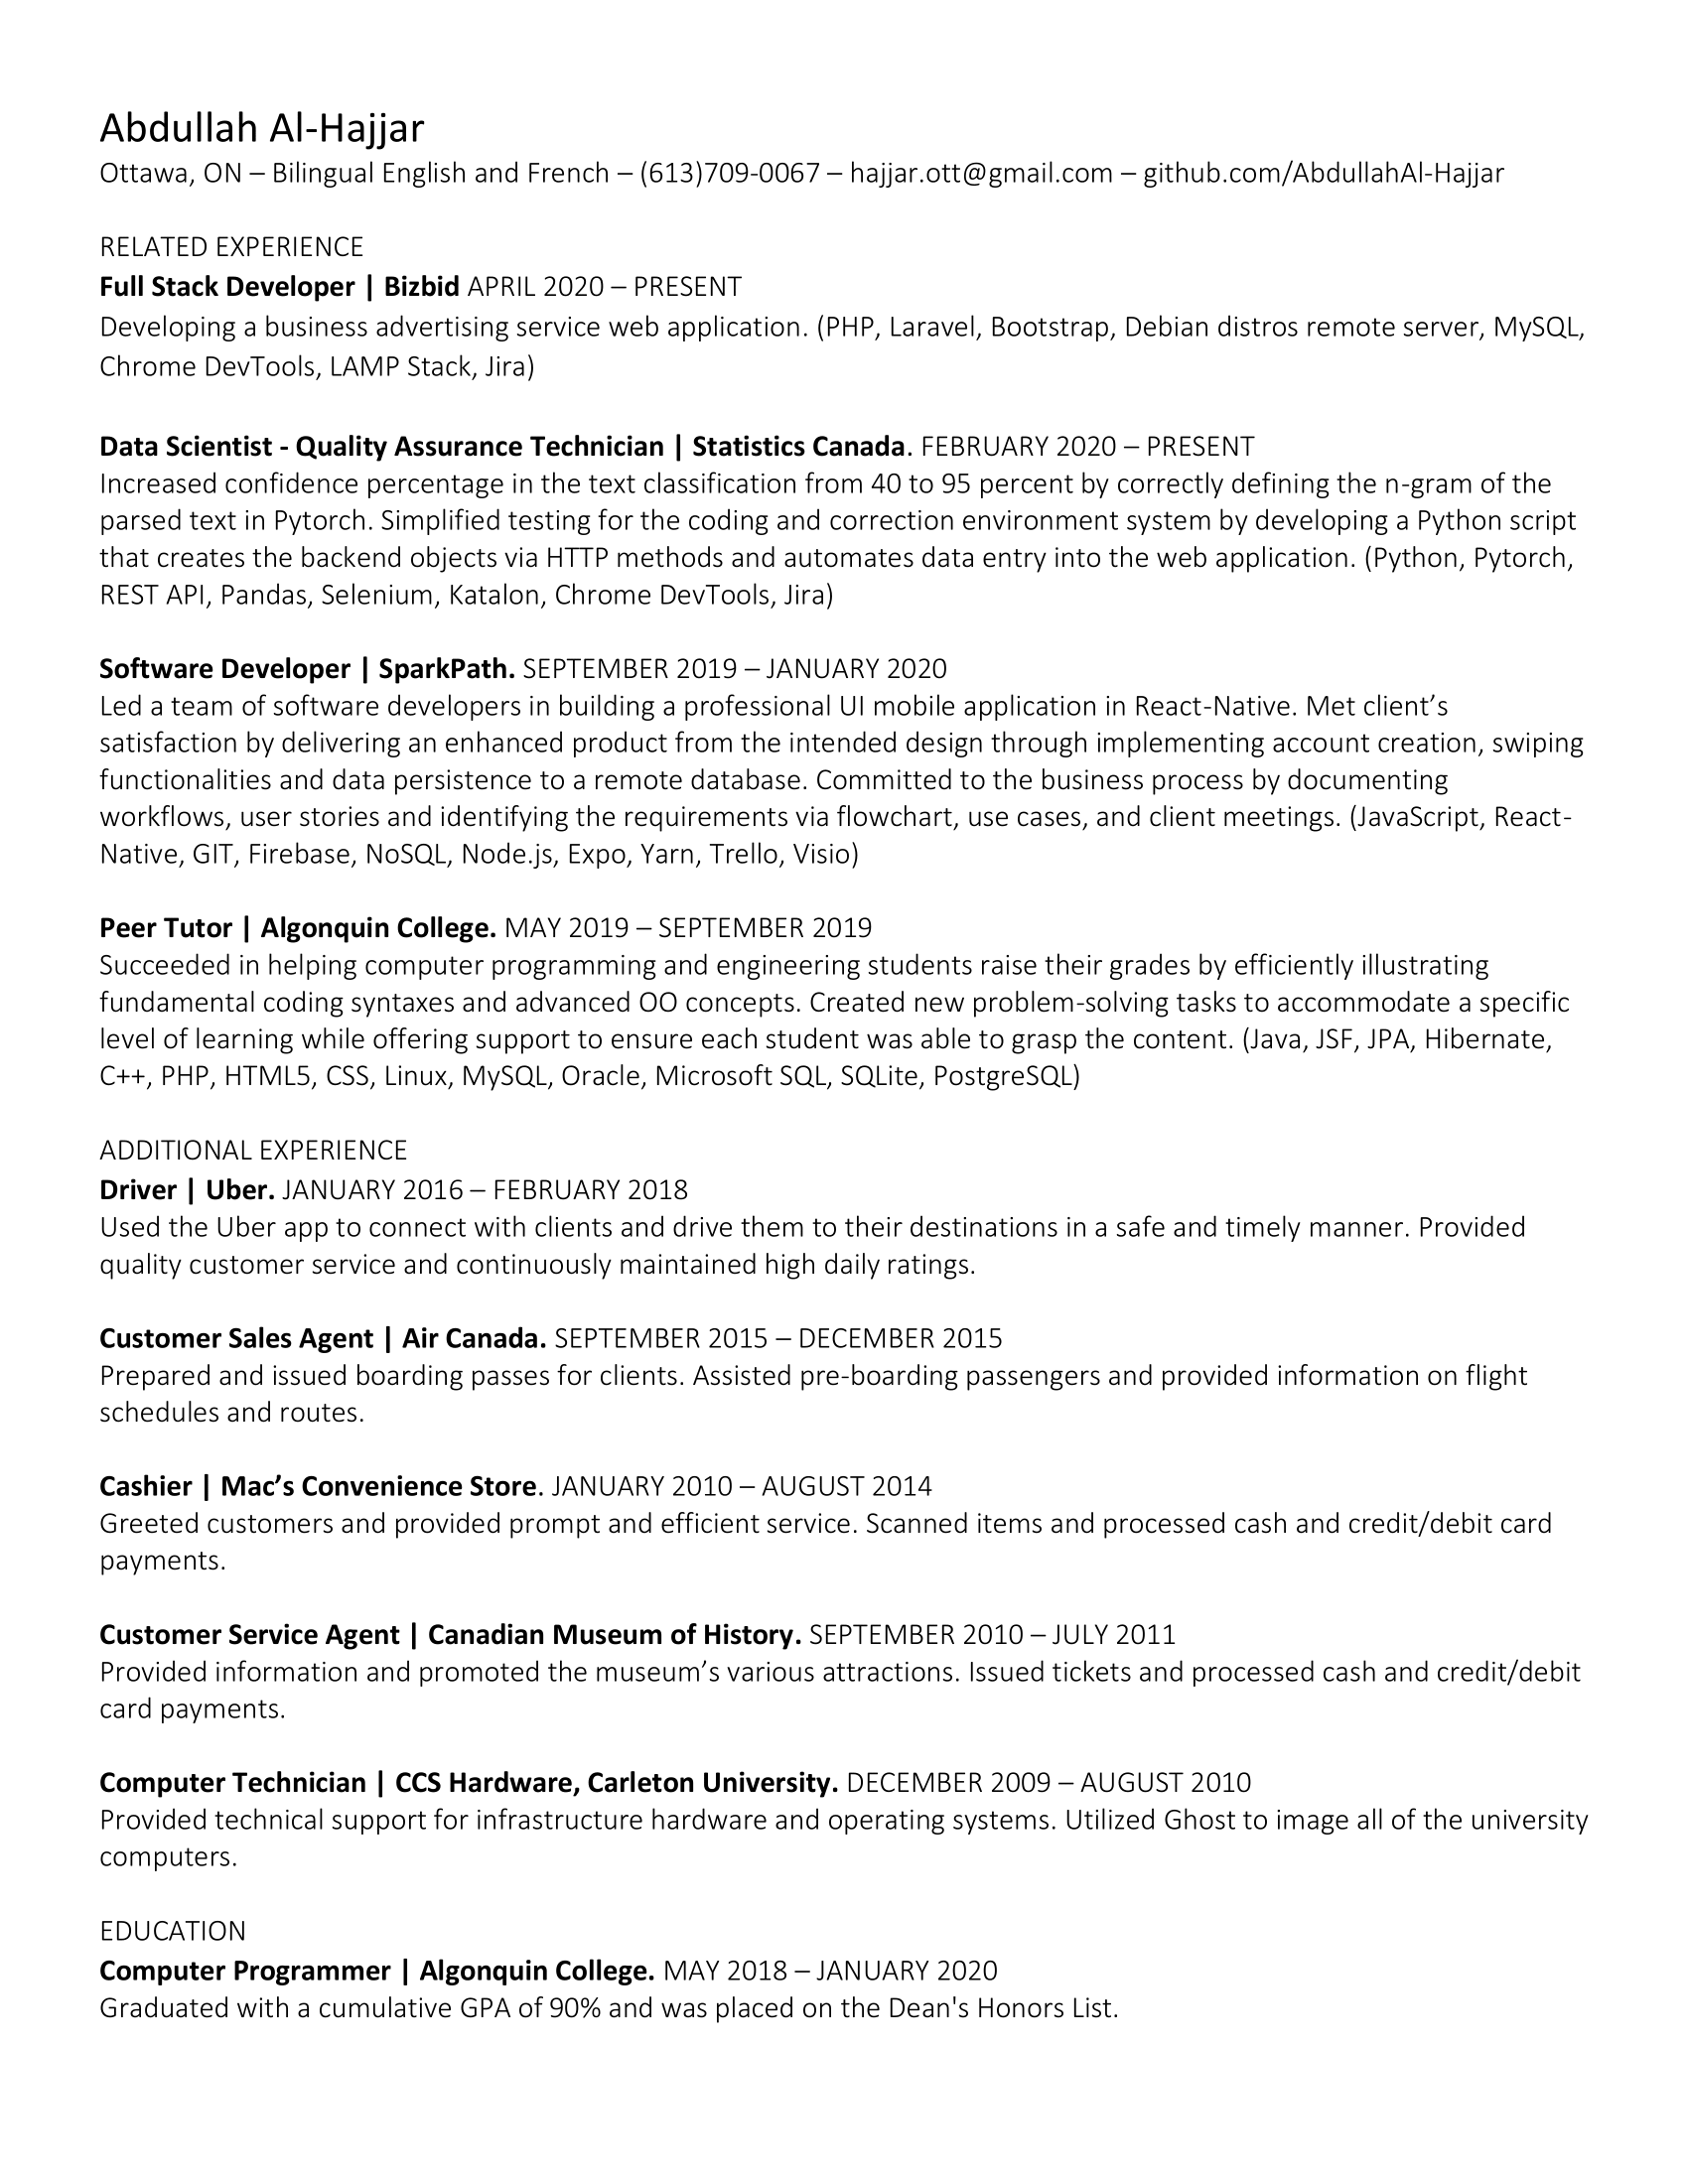 Abdullah Al-Hajjar
Ottawa, ON – Bilingual English and French – (613)709-0067 – hajjar.ott@gmail.com – github.com/AbdullahAl-Hajjar
RELATED EXPERIENCE
Full Stack Developer | Bizbid APRIL 2020 – PRESENT
Developing a business advertising service web application. (PHP, Laravel, Bootstrap, Debian distros remote server, MySQL,
Chrome DevTools, LAMP Stack, Jira)
Data Scientist - Quality Assurance Technician | Statistics Canada. FEBRUARY 2020 – PRESENT
Increased confidence percentage in the text classification from 40 to 95 percent by correctly defining the n-gram of the
parsed text in Pytorch. Simplified testing for the coding and correction environment system by developing a Python script
that creates the backend objects via HTTP methods and automates data entry into the web application. (Python, Pytorch,
REST API, Pandas, Selenium, Katalon, Chrome DevTools, Jira)
Software Developer | SparkPath. SEPTEMBER 2019 – JANUARY 2020
Led a team of software developers in building a professional UI mobile application in React-Native. Met client’s
satisfaction by delivering an enhanced product from the intended design through implementing account creation, swiping
functionalities and data persistence to a remote database. Committed to the business process by documenting
workflows, user stories and identifying the requirements via flowchart, use cases, and client meetings. (JavaScript, React-
Native, GIT, Firebase, NoSQL, Node.js, Expo, Yarn, Trello, Visio)
Peer Tutor | Algonquin College. MAY 2019 – SEPTEMBER 2019
Succeeded in helping computer programming and engineering students raise their grades by efficiently illustrating
fundamental coding syntaxes and advanced OO concepts. Created new problem-solving tasks to accommodate a specific
level of learning while offering support to ensure each student was able to grasp the content. (Java, JSF, JPA, Hibernate,
C++, PHP, HTML5, CSS, Linux, MySQL, Oracle, Microsoft SQL, SQLite, PostgreSQL)
ADDITIONAL EXPERIENCE
Driver | Uber. JANUARY 2016 – FEBRUARY 2018
Used the Uber app to connect with clients and drive them to their destinations in a safe and timely manner. Provided
quality customer service and continuously maintained high daily ratings.
Customer Sales Agent | Air Canada. SEPTEMBER 2015 – DECEMBER 2015
Prepared and issued boarding passes for clients. Assisted pre-boarding passengers and provided information on flight
schedules and routes.
Cashier | Mac’s Convenience Store. JANUARY 2010 – AUGUST 2014
Greeted customers and provided prompt and efficient service. Scanned items and processed cash and credit/debit card
payments.
Customer Service Agent | Canadian Museum of History. SEPTEMBER 2010 – JULY 2011
Provided information and promoted the museum’s various attractions. Issued tickets and processed cash and credit/debit
card payments.
Computer Technician | CCS Hardware, Carleton University. DECEMBER 2009 – AUGUST 2010
Provided technical support for infrastructure hardware and operating systems. Utilized Ghost to image all of the university
computers.
EDUCATION
Computer Programmer | Algonquin College. MAY 2018 – JANUARY 2020
Graduated with a cumulative GPA of 90% and was placed on the Dean's Honors List.